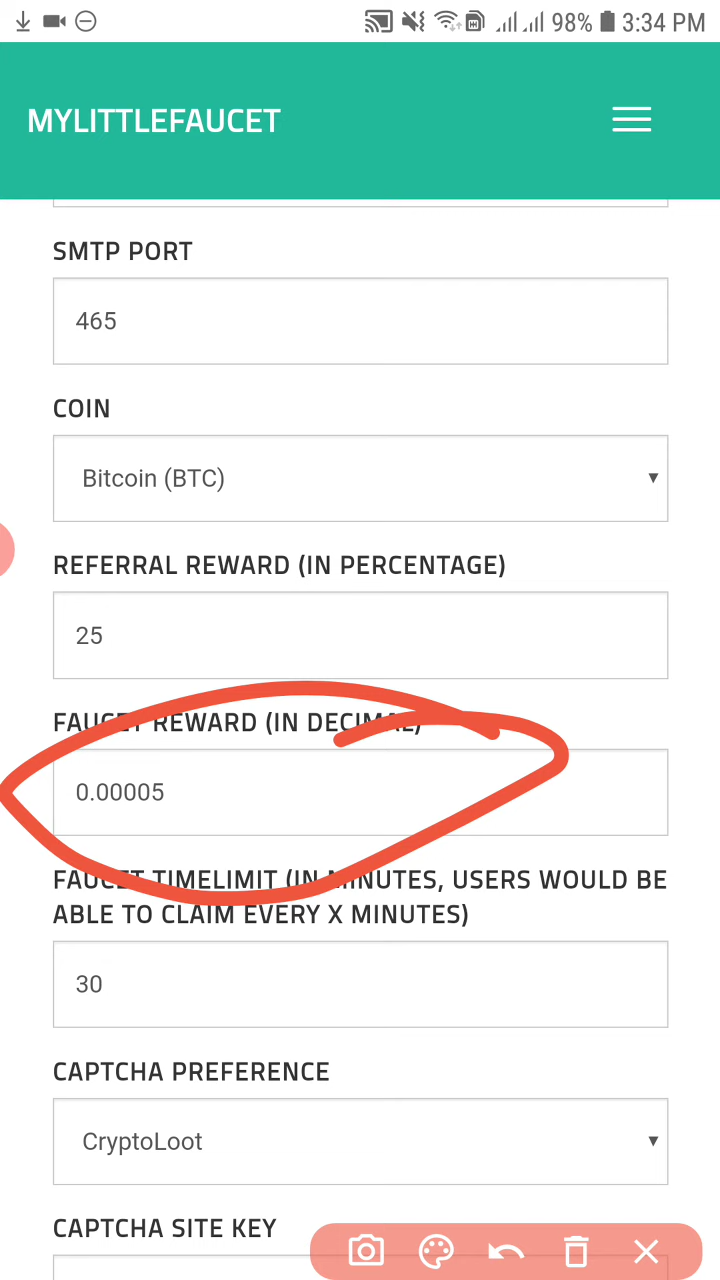 98% 3:34 PM
MYLITTLEFAUCET
SMTP PORT
465
COIN
Bitcoin (BTC)
REFERRAL REWARD (IN PERCENTAGE)
25
FAUCET REWARD (IN DECIMAL)
0.00005
FAUCET TIMELIMIT (IN MINUTES, USERS WOULD BE
ABLE TO CLAIM EVERY X MINUTES)
30
CAPTCHA PREFERENCE
CryptoLoot
CAPTCHA SITE KEY